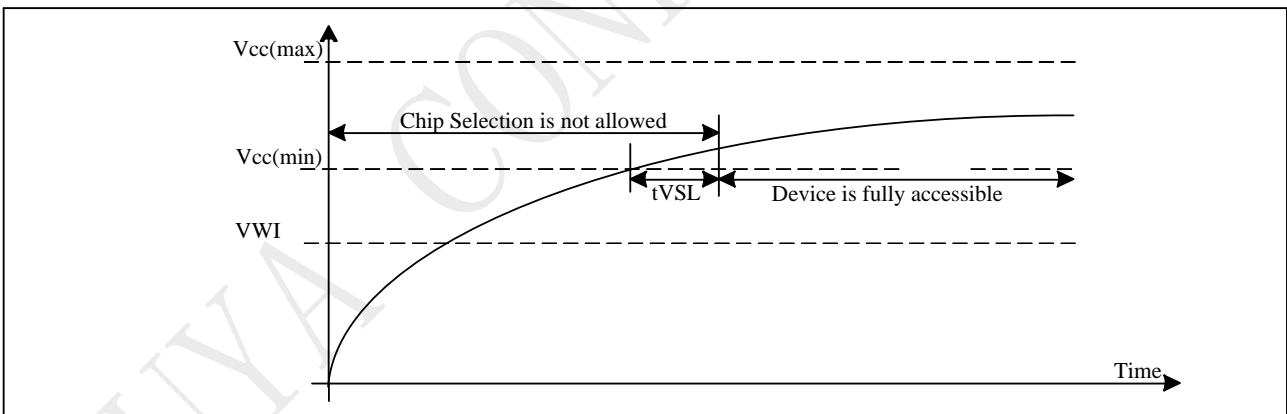 Vcc(max)
Chip Selection is not allowed
Vcc(min)
tVSL
Device is fully accessible
VWI
Time